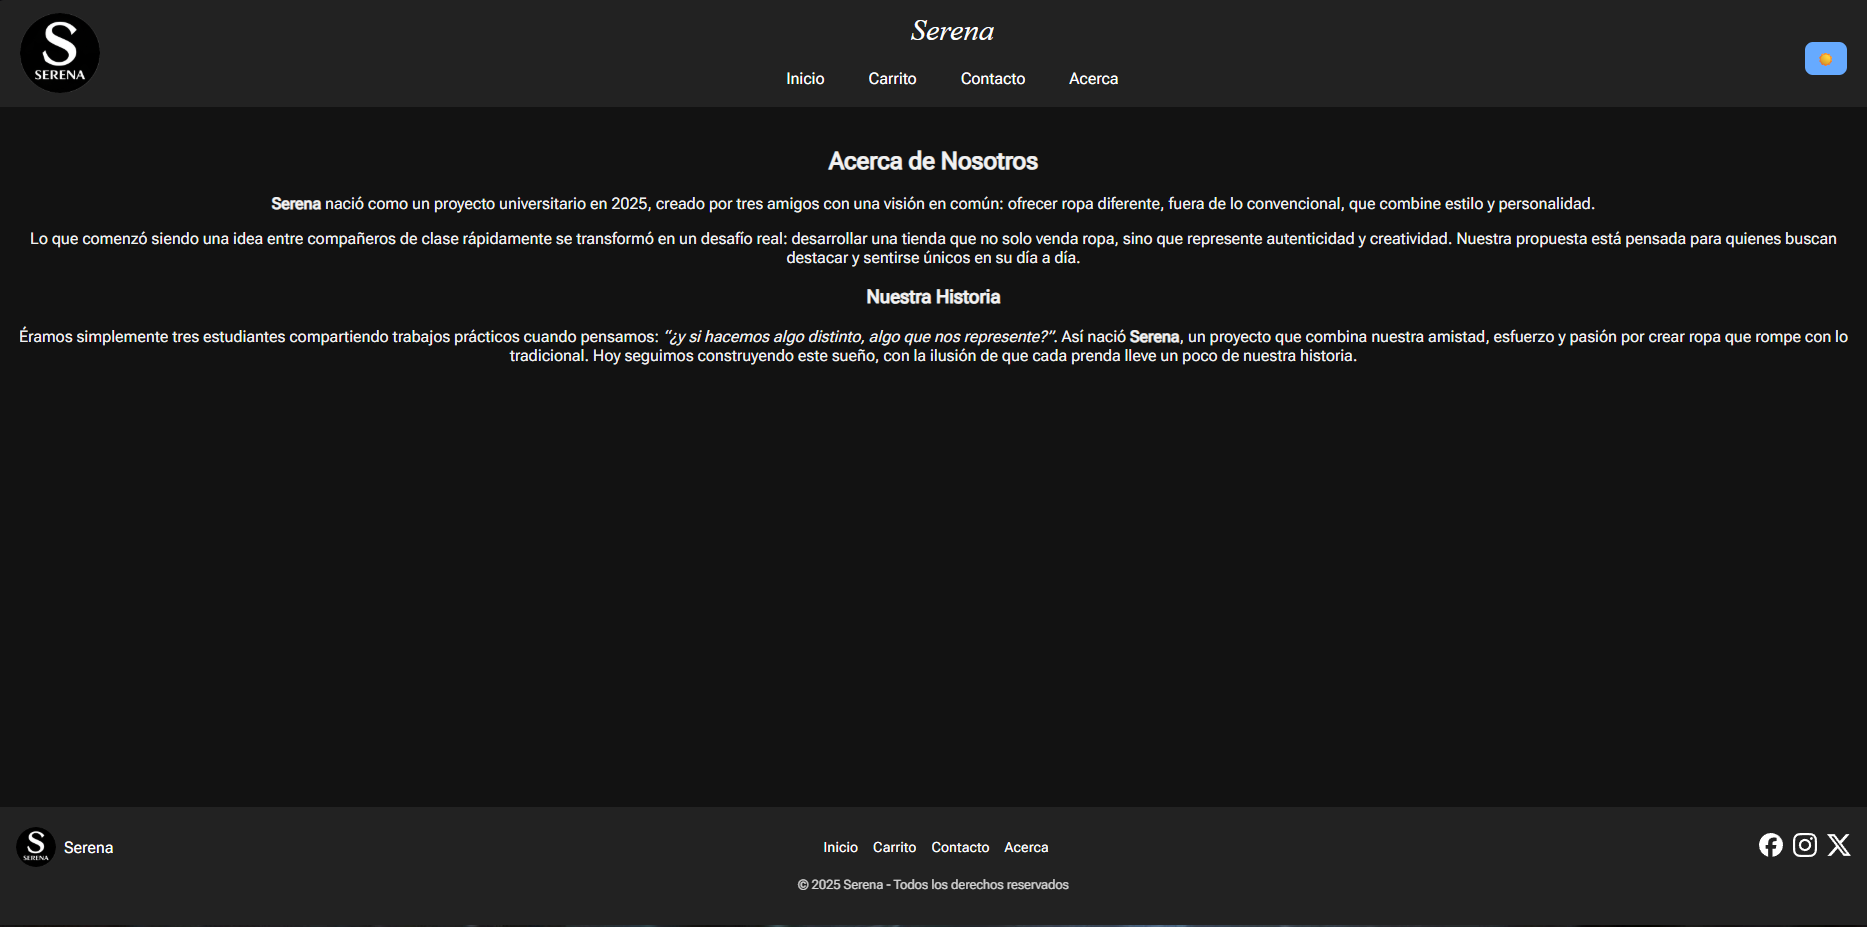 S
SERENA
Serena
Inicio Carrito Contacto Acerca
Acerca de Nosotros
Serena nació como un proyecto universitario en 2025, creado por tres amigos con una visión en común: ofrecer ropa diferente, fuera de lo convencional, que combine estilo y personalidad.
Lo que comenzó siendo una idea entre compañeros de clase rápidamente se transformó en un desafío real: desarrollar una tienda que no solo venda ropa, sino que represente autenticidad y creatividad. Nuestra propuesta está pensada para quienes buscan
destacar y sentirse únicos en su día a día.
Nuestra Historia
Éramos simplemente tres estudiantes compartiendo trabajos prácticos cuando pensamos: “¿y si hacemos algo distinto, algo que nos represente?”. Así nació Serena, un proyecto que combina nuestra amistad, esfuerzo y pasión por crear ropa que rompe con lo
tradicional. Hoy seguimos construyendo este sueño, con la ilusión de que cada prenda lleve un poco de nuestra historia.
S
SERENA
Serena
Inicio Carrito Contacto Acerca
© 2025 Serena - Todos los derechos reservados